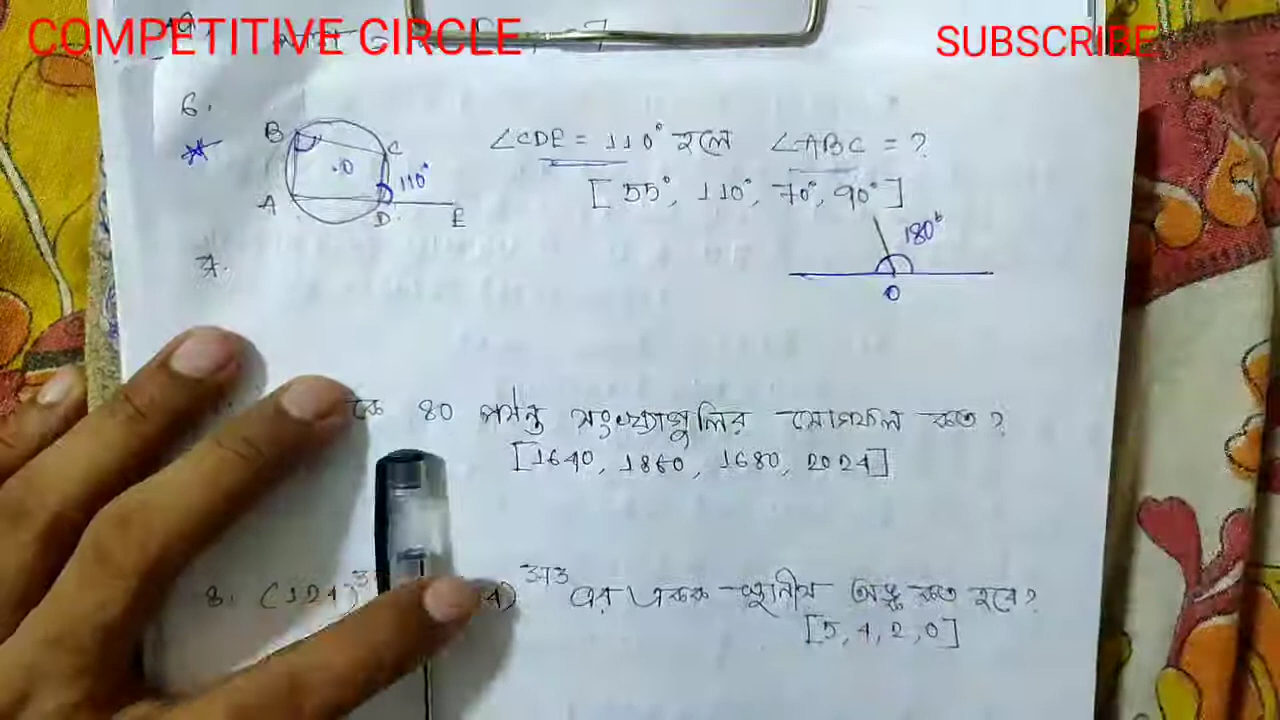 COMPETITIVE CIRCLE
SUBSCRIBE
6.
B
C
.O
110°
A
D
E
∠CDE = 110° হলে ∠ABC = ?
[55°, 110°, 70°, 90°]
180°
O
7.
কে 80 পর্যন্ত সংখ্যাগুলির যোগফল কত ?
[1640, 1860, 1680, 2024]
8. (124) এর একক স্থানীয় অঙ্ক কত হবে?
[5, 4, 2, 0]